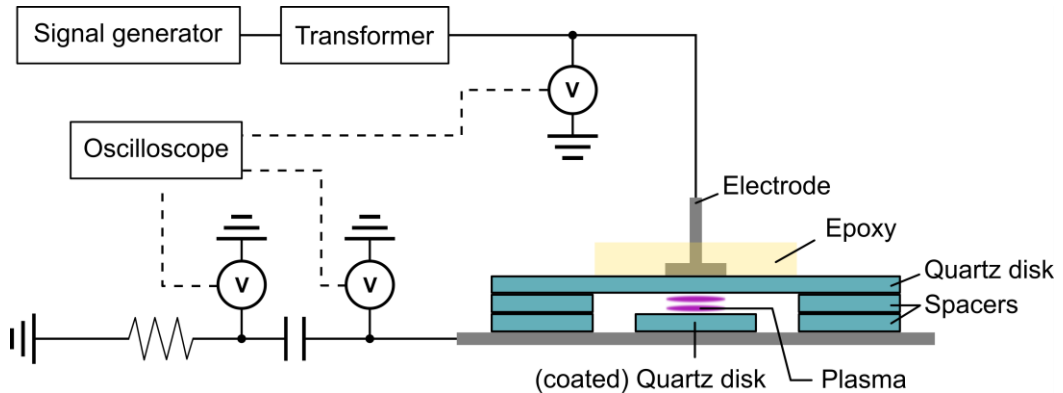 Signal generator
Transformer
V
Oscilloscope
Electrode
Epoxy
V
V
Quartz disk
Spacers
(coated) Quartz disk
Plasma